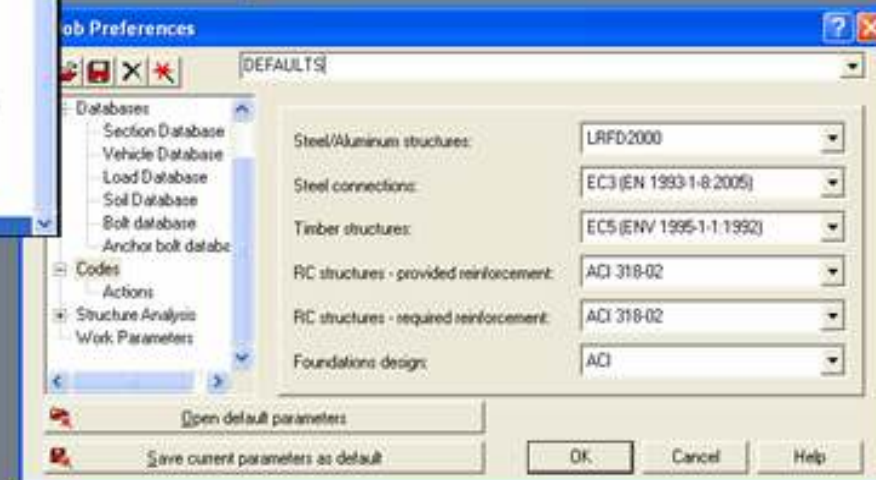 ob Preferences
DEFAULTS
Databases
Section Database
Vehicle Database
Load Database
Soil Database
Bolt database
Anchor bolt databa
Codes
Actions
Structure Analysis
Work Parameters
Steel/Aluminum structures: LRFD2000
Steel connections: EC3 (EN 1993-1-8:2005)
Timber structures: EC5 (ENV 1995-1-1:1992)
RC structures - provided reinforcement: ACI 318-02
RC structures - required reinforcement: ACI 318-02
Foundations design: ACI
Open default parameters
Save current parameters as default
OK Cancel Help